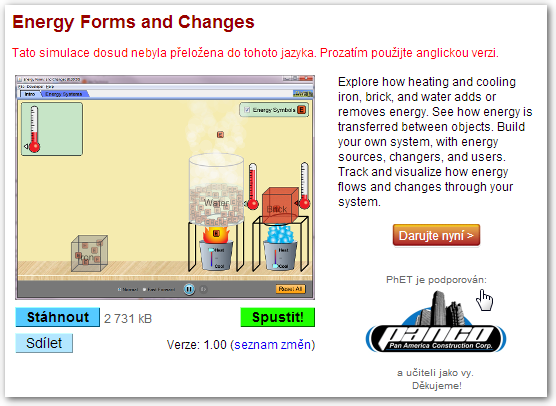 Energy Forms and Changes
Tato simulace dosud nebyla přeložena do tohoto jazyka. Prozatím použijte anglickou verzi.
Intro
Energy Systems
Energy Symbols E
Water
Brick
Iron
Heat
Cool
Heat
Cool
Reset All
Explore how heating and cooling
iron, brick, and water adds or
removes energy. See how energy is
transferred between objects. Build
your own system, with energy
sources, changers, and users.
Track and visualize how energy
flows and changes through your
system.
Darujte nyní >
PhET je podporován:
panco
Pan America Construction Corp.
a učiteli jako vy.
Děkujeme!
Stáhnout 2 731 kB
Spustit!
Sdílet
Verze: 1.00 (seznam změn)